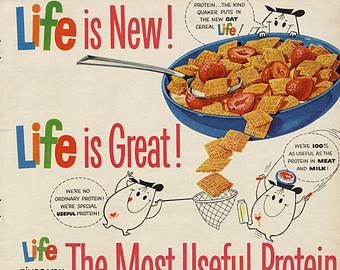 PROTEIN...THE KIND
QUAKER PUTS IN
THE NEW OAT
CEREAL Life!
Life is New!
Life is Great!
WE'RE 100%
AS USEFUL AS THE
PROTEIN IN MEAT
AND MILK!
WE'RE NO
ORDINARY PROTEIN!
WE'RE SPECIAL
USEFUL PROTEIN!
Life The Most Useful Protein